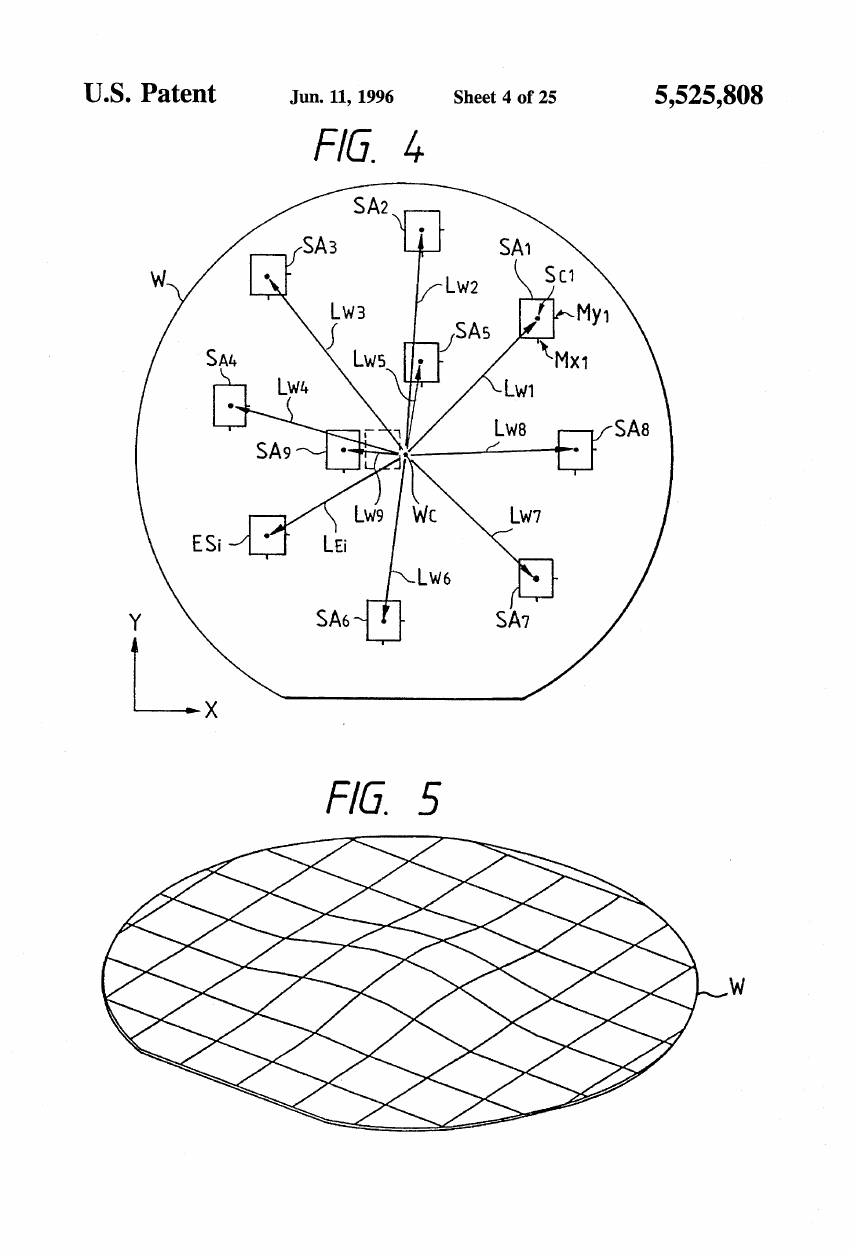 U.S. Patent Jun. 11, 1996 Sheet 4 of 25 5,525,808
FIG. 4
SA2
SA3
SA1
SC1
W
LW2
My1
LW3
SA5
Mx1
SA4
LW5
LW4
LW1
LW8
SA8
SA9
LW9
WC
LW7
ESi
LEi
LW6
SA6
SA7
Y
X
FIG. 5
W